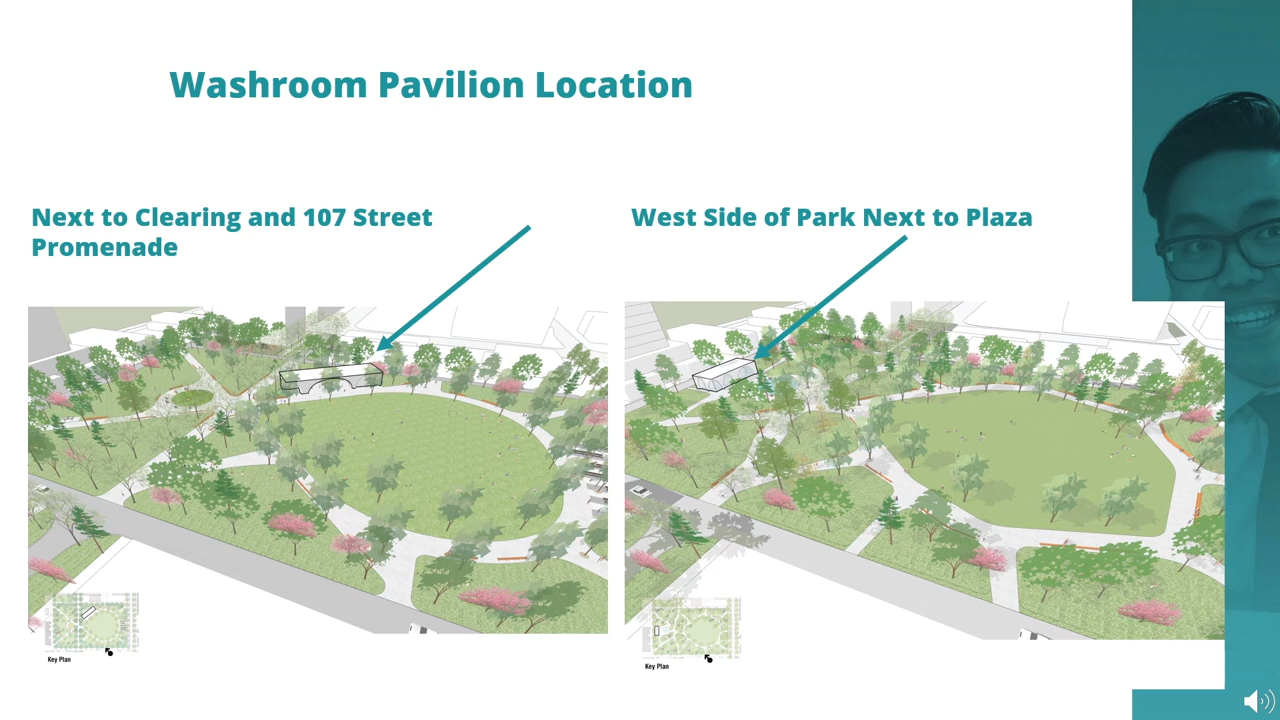 Washroom Pavilion Location
Next to Clearing and 107 Street
Promenade
West Side of Park Next to Plaza
Key Plan
Key Plan